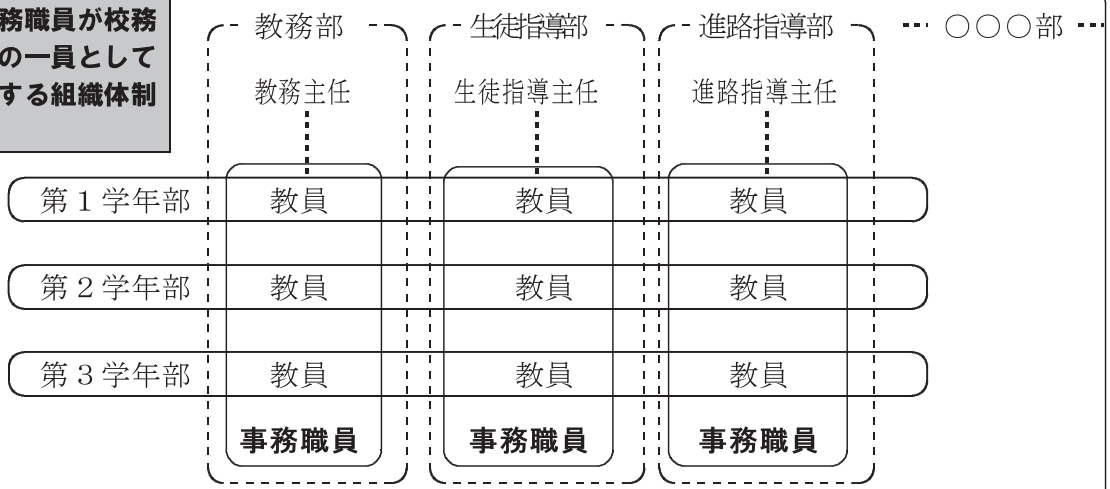 務職員が校務
の一員として
する組織体制
教務部 生徒指導部 進路指導部 ○○○部
教務主任 生徒指導主任 進路指導主任
第1学年部 教員 教員 教員
第2学年部 教員 教員 教員
第3学年部 教員 教員 教員
事務職員 事務職員 事務職員